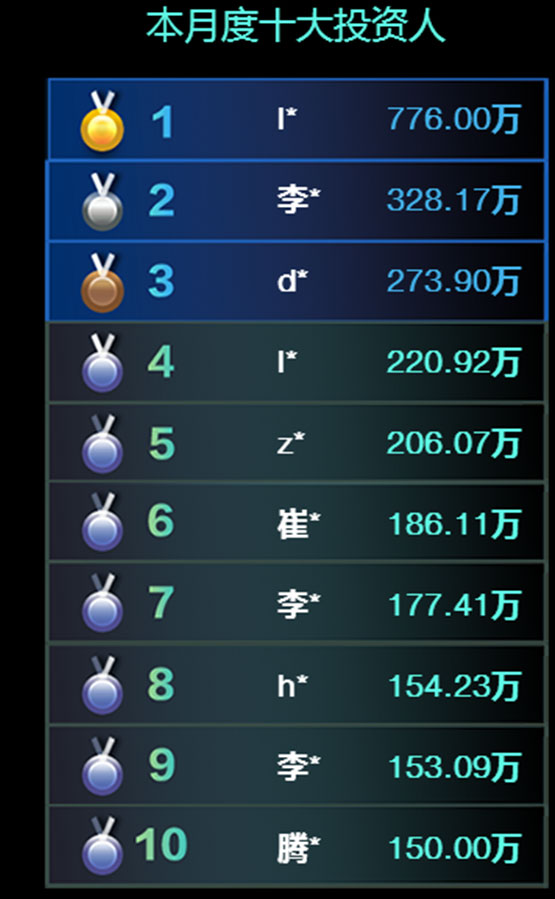 本月度十大投资人
1 l* 776.00万
2 李* 328.17万
3 d* 273.90万
4 l* 220.92万
5 z* 206.07万
6 崔* 186.11万
7 李* 177.41万
8 h* 154.23万
9 李* 153.09万
10 腾* 150.00万